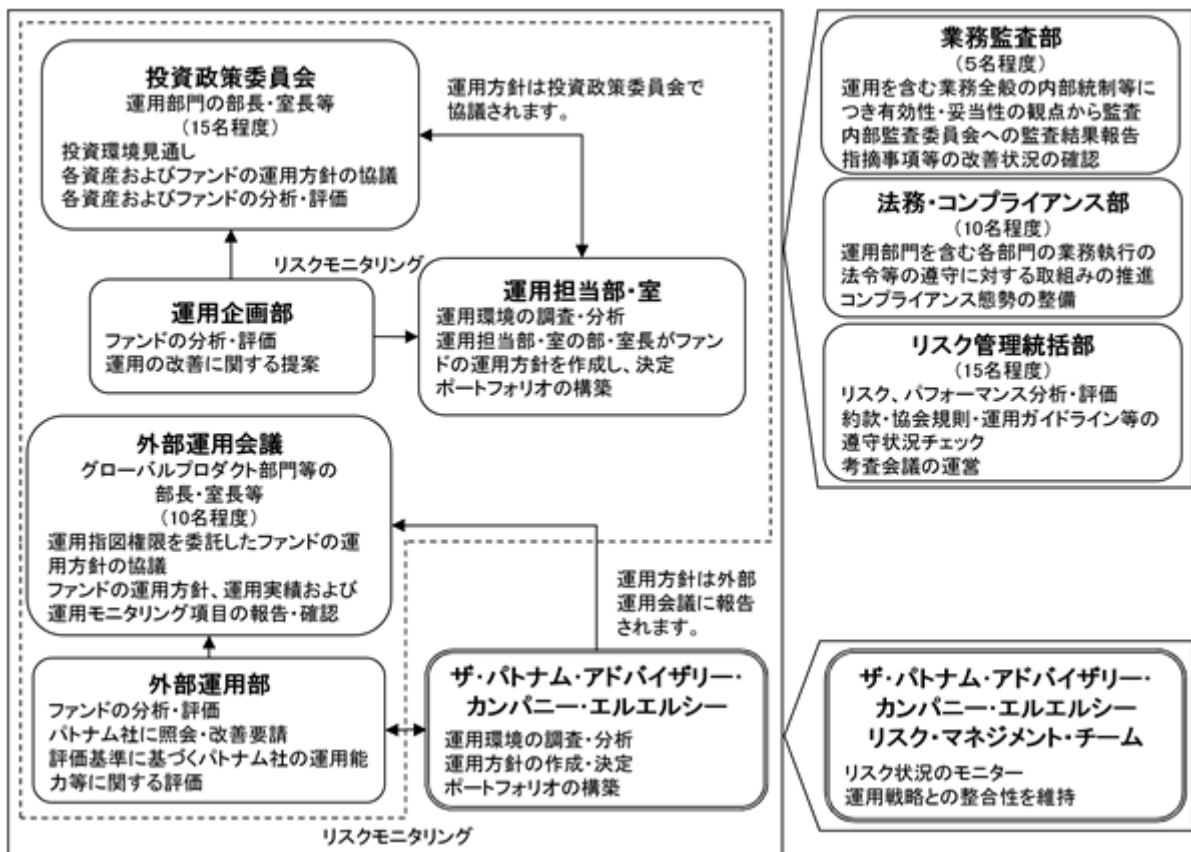 投資政策委員会
運用部門の部長・室長等
(15名程度)
投資環境見通し
各資産およびファンドの運用方針の協議
各資産およびファンドの分析・評価
運用方針は投資政策委員会で
協議されます。
リスクモニタリング
運用企画部
ファンドの分析・評価
運用の改善に関する提案
運用担当部・室
運用環境の調査・分析
運用担当部・室の部・室長がファン
ドの運用方針を作成し、決定
ポートフォリオの構築
外部運用会議
グローバルプロダクト部門等の
部長・室長等
(10名程度)
運用指図権限を委託したファンドの運
用方針の協議
ファンドの運用方針、運用実績および
運用モニタリング項目の報告・確認
運用方針は外部
運用会議に報告
されます。
外部運用部
ファンドの分析・評価
パトナム社に照会・改善要請
評価基準に基づくパトナム社の運用能
力等に関する評価
ザ・パトナム・アドバイザリー・
カンパニー・エルエルシー
運用環境の調査・分析
運用方針の作成・決定
ポートフォリオの構築
リスクモニタリング
業務監査部
(5名程度)
運用を含む業務全般の内部統制等に
つき有効性・妥当性の観点から監査
内部監査委員会への監査結果報告
指摘事項等の改善状況の確認
法務・コンプライアンス部
(10名程度)
運用部門を含む各部門の業務執行の
法令等の遵守に対する取組みの推進
コンプライアンス態勢の整備
リスク管理統括部
(15名程度)
リスク、パフォーマンス分析・評価
約款・協会規則・運用ガイドライン等の
遵守状況チェック
考査会議の運営
ザ・パトナム・アドバイザリー・
カンパニー・エルエルシー
リスク・マネジメント・チーム
リスク状況のモニター
運用戦略との整合性を維持